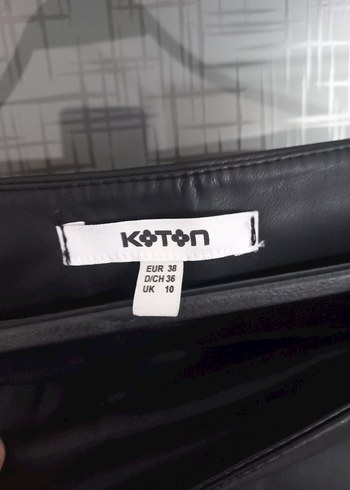 KOTON
EUR 38
D/CH 36
UK 10